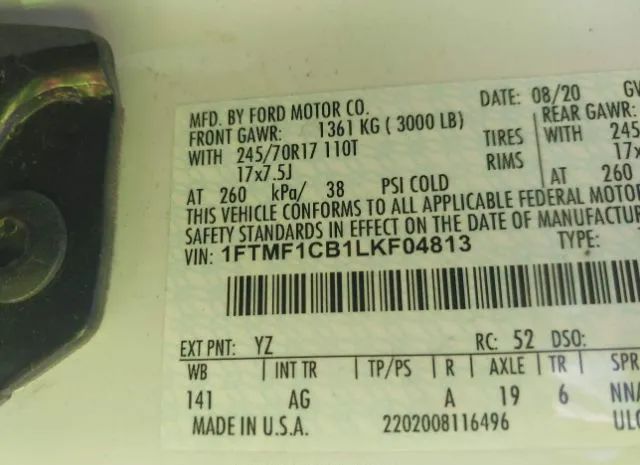 MFD. BY FORD MOTOR CO.
DATE: 08/20
FRONT GAWR: 1361 KG ( 3000 LB)
REAR GAWR:
WITH 245/70R17 110T TIRES WITH
17x7.5J RIMS
AT 260 kPa/ 38 PSI COLD AT 260
THIS VEHICLE CONFORMS TO ALL APPLICABLE FEDERAL MOTOR
SAFETY STANDARDS IN EFFECT ON THE DATE OF MANUFACTUR
VIN: 1FTMF1CB1LKF04813 TYPE:
EXT PNT: YZ RC: 52 DSO:
WB | INT TR | TP/PS | R | AXLE | TR | SPR
141 AG A 19 6 NNA
MADE IN U.S.A. 2202008116496